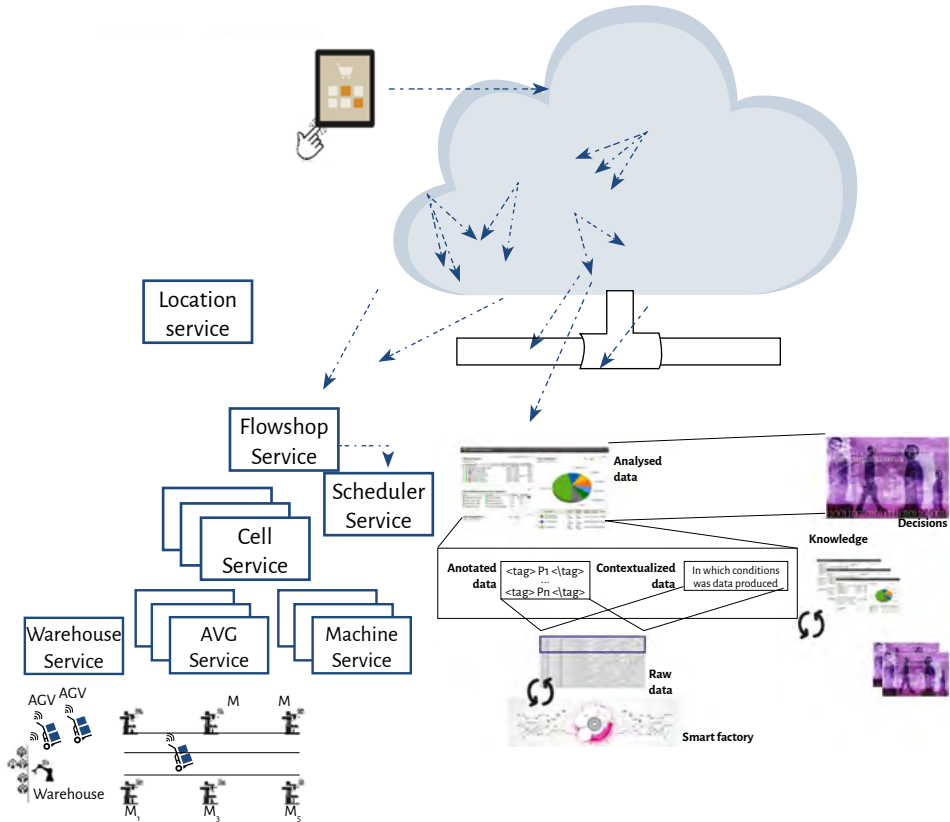 Location
service
Flowshop
Service
Scheduler
Service
Cell
Service
Warehouse
Service
AVG
Service
Machine
Service
AGV
AGV
M
M
Warehouse
M1
M3
M5
Analysed
data
Decisions
Knowledge
Anotated
data
<tag> P1 <\tag>
...
<tag> Pn <\tag>
Contextualized
data
In which conditions
was data produced
Raw
data
Smart factory